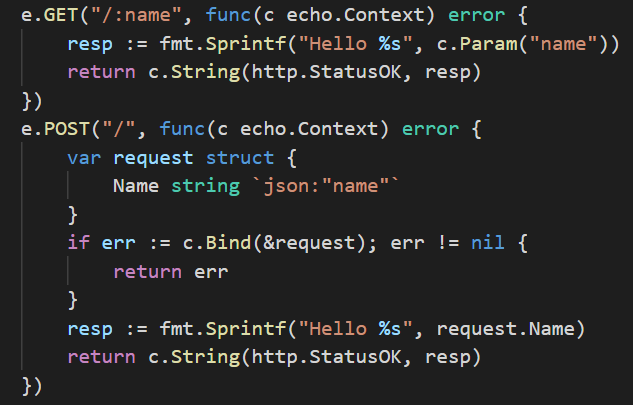 e.GET("/:name", func(c echo.Context) error {
    resp := fmt.Sprintf("Hello %s", c.Param("name"))
    return c.String(http.StatusOK, resp)
})
e.POST("/", func(c echo.Context) error {
    var request struct {
        Name string `json:"name"`
    }
    if err := c.Bind(&request); err != nil {
        return err
    }
    resp := fmt.Sprintf("Hello %s", request.Name)
    return c.String(http.StatusOK, resp)
})